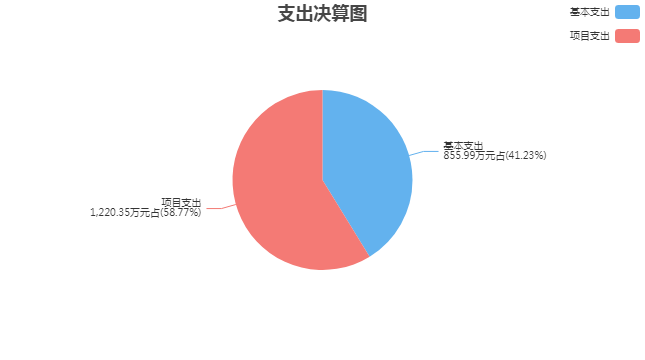 支出决算图
基本支出
项目支出
基本支出
855.99万元占(41.23%)
项目支出
1,220.35万元占(58.77%)